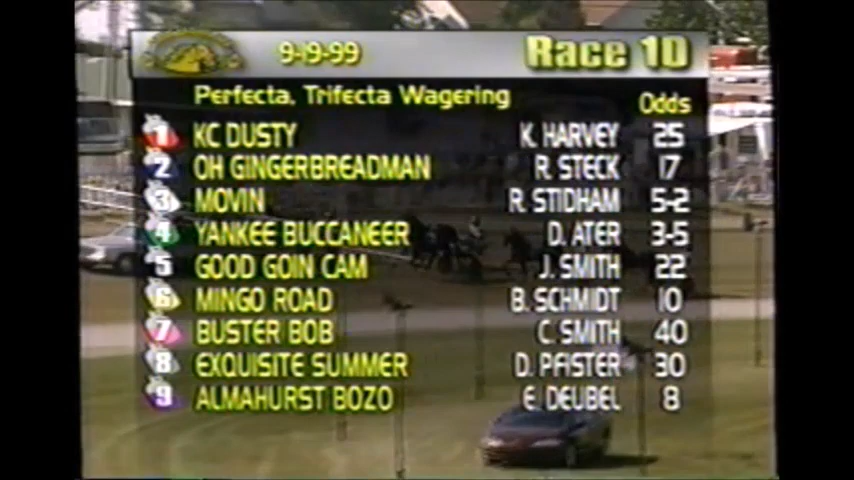 9-19-99 Race 10
Perfecta, Trifecta Wagering Odds
1 KC DUSTY K. HARVEY 25
2 OH GINGERBREADMAN R. STECK 17
3 MOVIN R. STIDHAM 5-2
4 YANKEE BUCCANEER D. ATER 3-5
5 GOOD GOIN CAM J. SMITH 22
6 MINGO ROAD B. SCHMIDT 10
7 BUSTER BOB C. SMITH 40
8 EXQUISITE SUMMER D. PFISTER 30
9 ALMAHURST BOZO E. DEUBEL 8